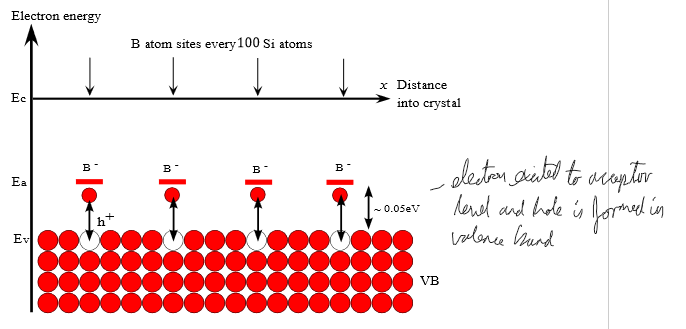 Electron energy
B atom sites every 100 Si atoms
x Distance
into crystal
Ec
B⁻ B⁻ B⁻ B⁻
Ea
~ 0.05eV
h⁺
Ev
VB
– electron excited to acceptor
level and hole is formed in
valence band